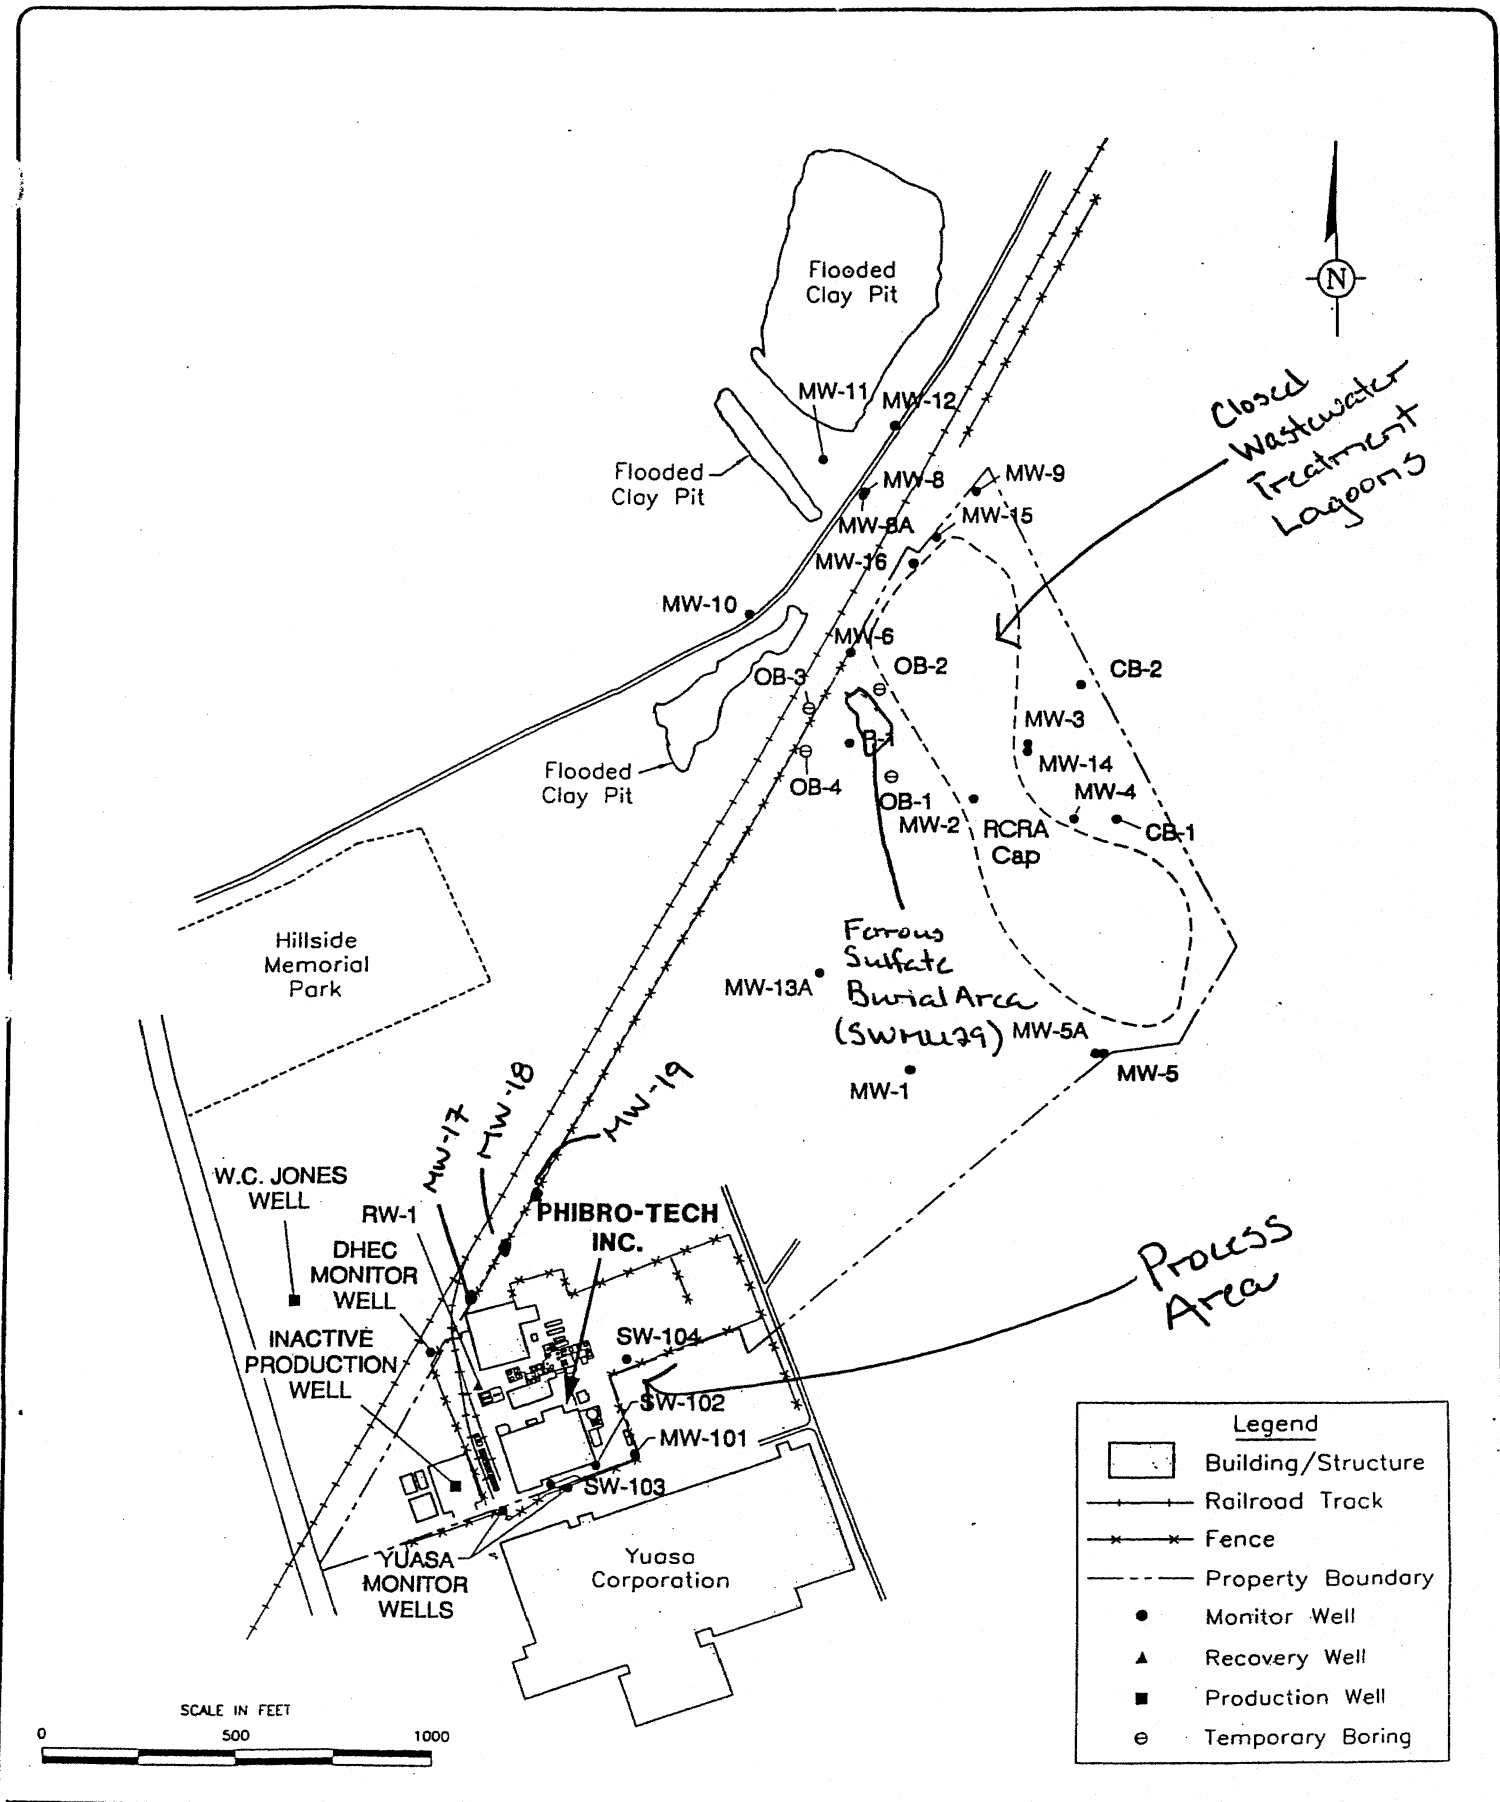 Flooded
Clay Pit
N
Closed
Wastewater
Treatment
Lagoons
MW-11
MW-12
Flooded
Clay Pit
MW-8
MW-9
MW-8A
MW-15
MW-16
MW-10
MW-6
OB-2
OB-3
CB-2
MW-3
P-1
MW-14
Flooded
Clay Pit
OB-4
OB-1
MW-4
MW-2
RCRA
Cap
CB-1
Hillside
Memorial
Park
Ferrous
Sulfate
Burial Area
(SWMU29)
MW-13A
MW-5A
MW-5
MW-1
MW-17
MW-18
MW-19
W.C. JONES
WELL
RW-1
PHIBRO-TECH
INC.
DHEC
MONITOR
WELL
Process
Area
INACTIVE
PRODUCTION
WELL
SW-104
SW-102
MW-101
SW-103
YUASA
MONITOR
WELLS
Yuasa
Corporation
Legend
Building/Structure
Railroad Track
Fence
Property Boundary
Monitor Well
Recovery Well
Production Well
Temporary Boring
SCALE IN FEET
0 500 1000